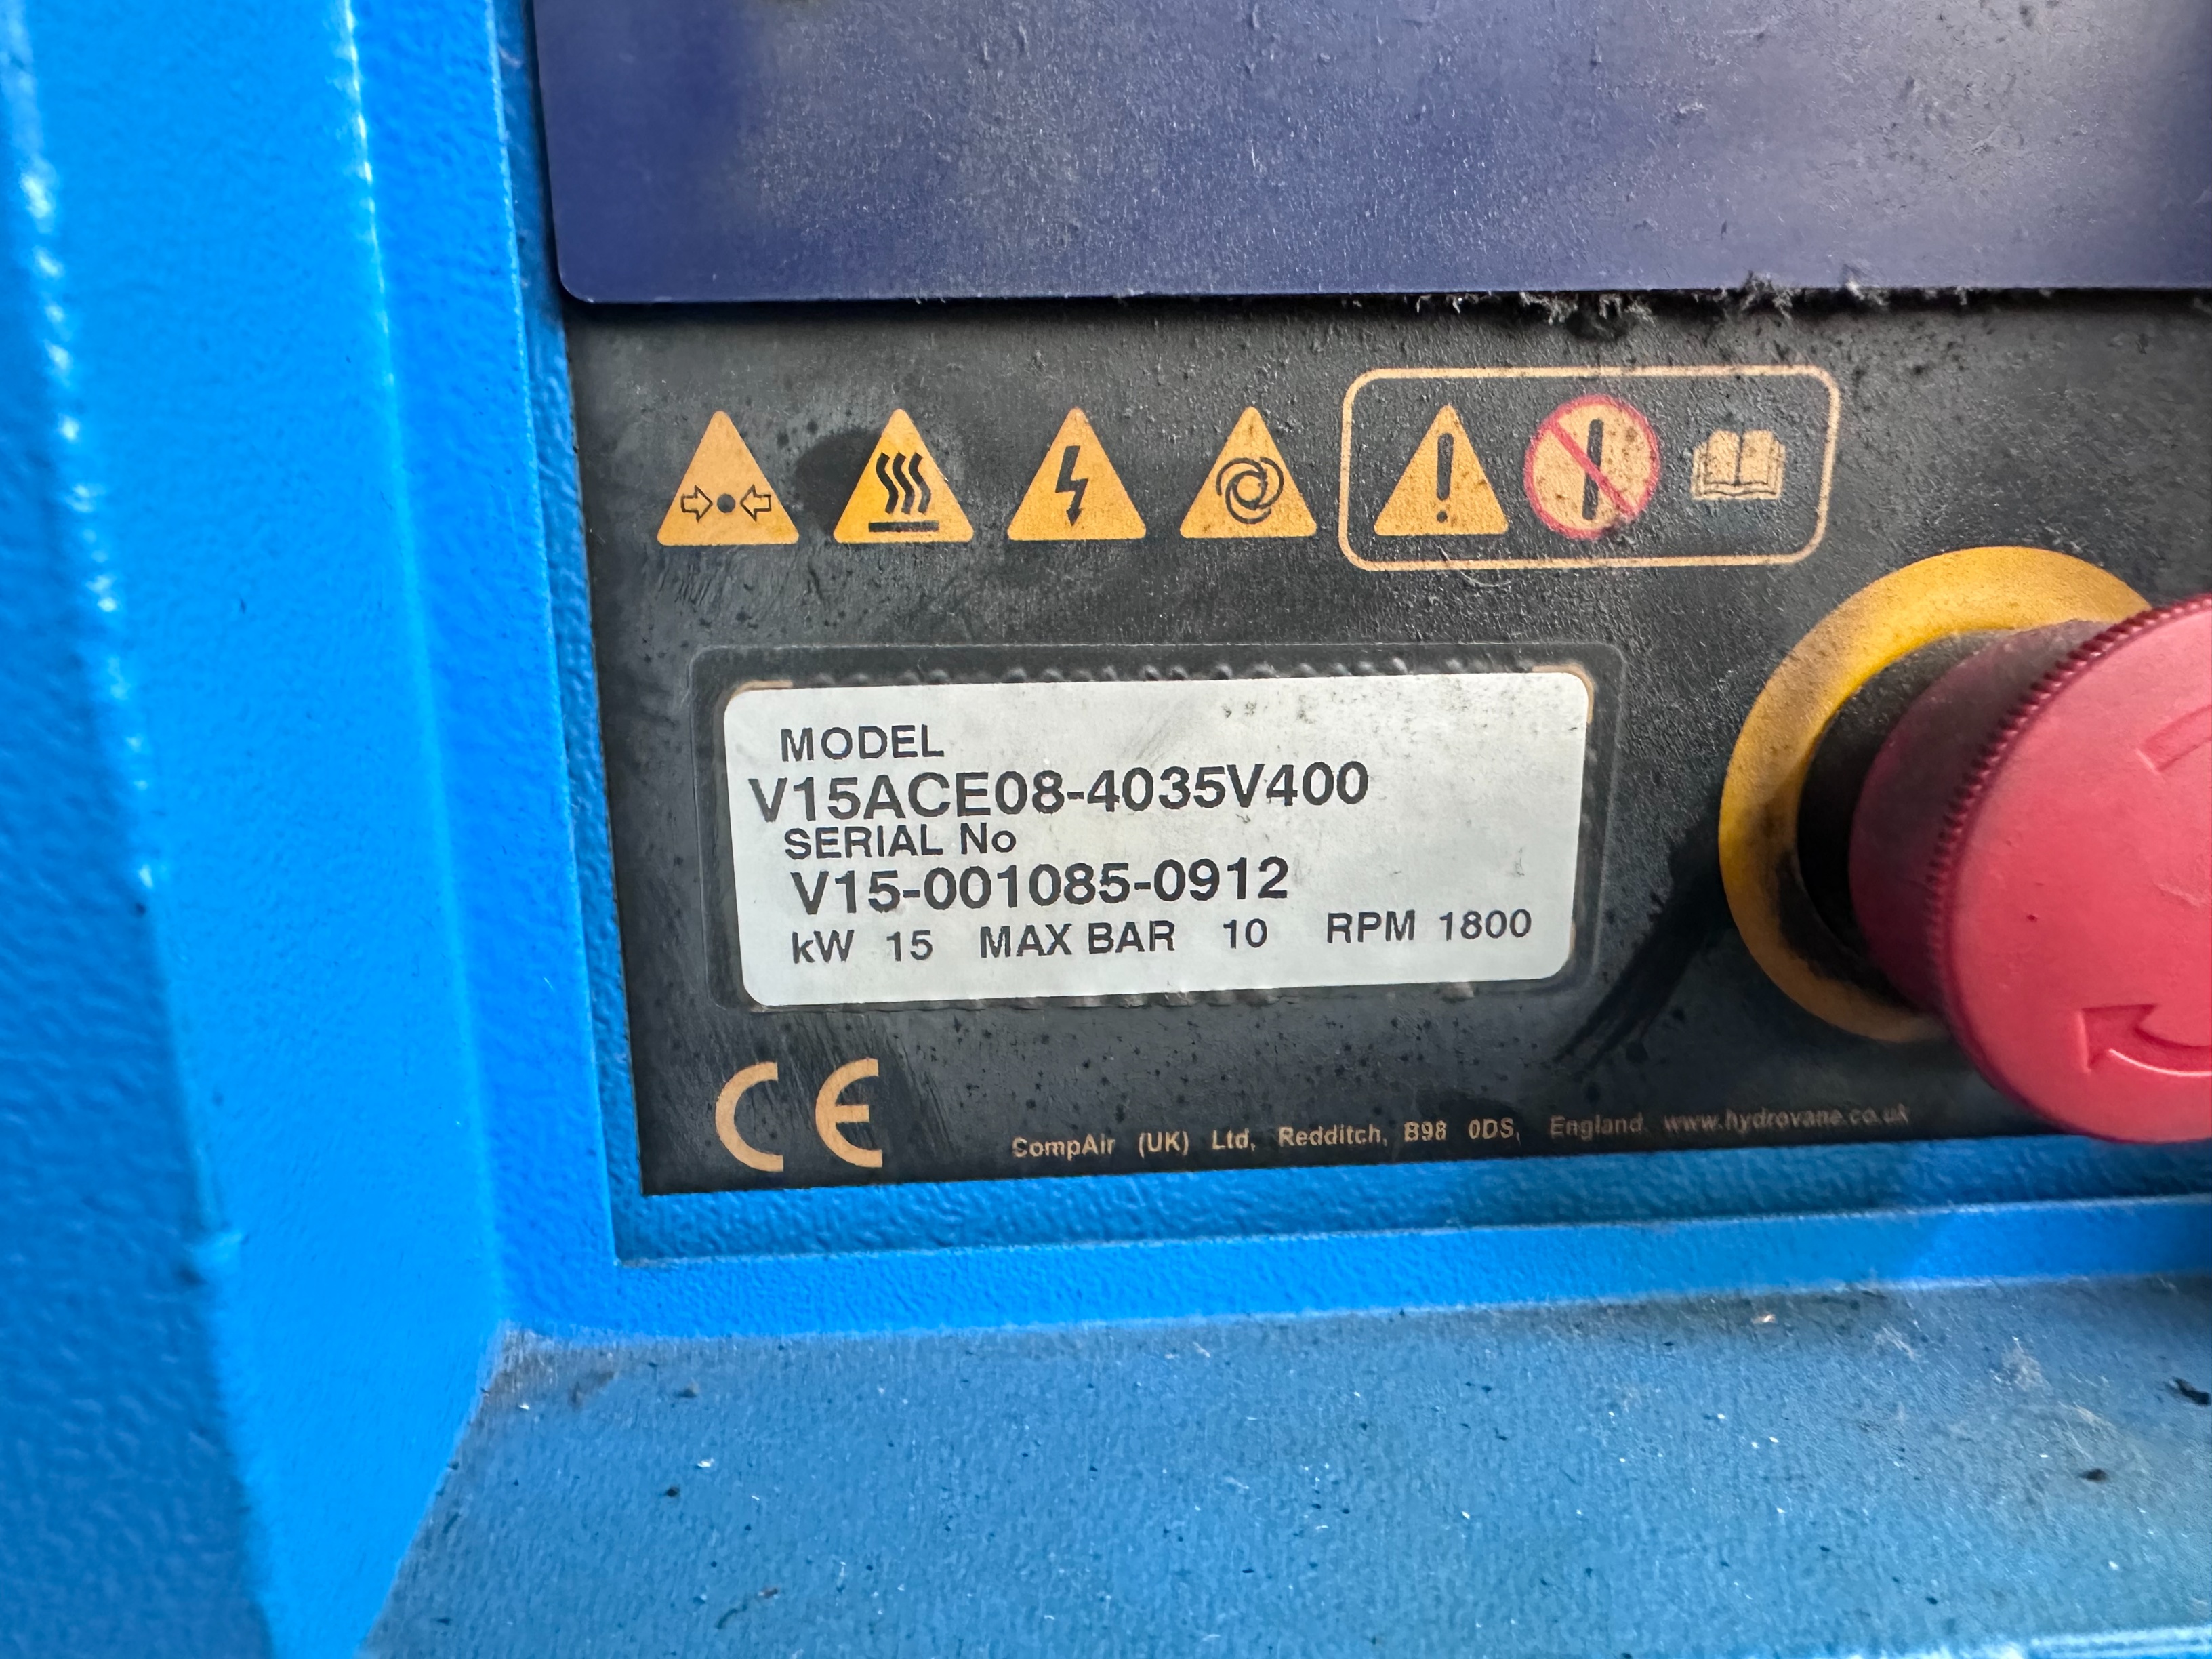 MODEL
V15ACE08-4035V400
SERIAL No
V15-001085-0912
kW 15 MAX BAR 10 RPM 1800
CE
CompAir (UK) Ltd, Redditch, B98 0DS, England www.hydrovane.co.uk